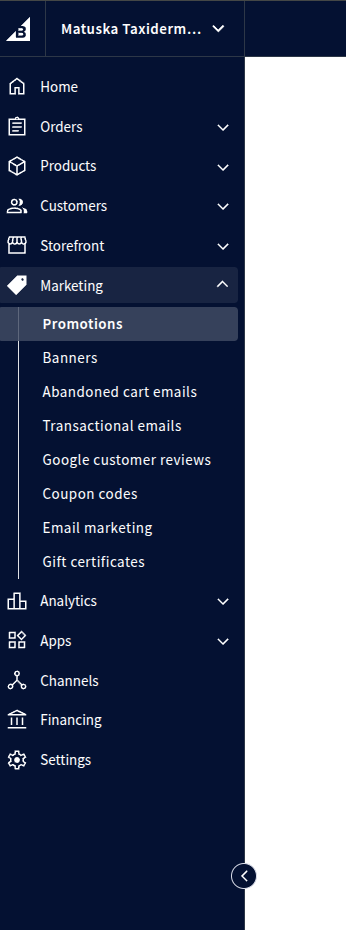 Matuska Taxiderm...
Home
Orders
Products
Customers
Storefront
Marketing
Promotions
Banners
Abandoned cart emails
Transactional emails
Google customer reviews
Coupon codes
Email marketing
Gift certificates
Analytics
Apps
Channels
Financing
Settings